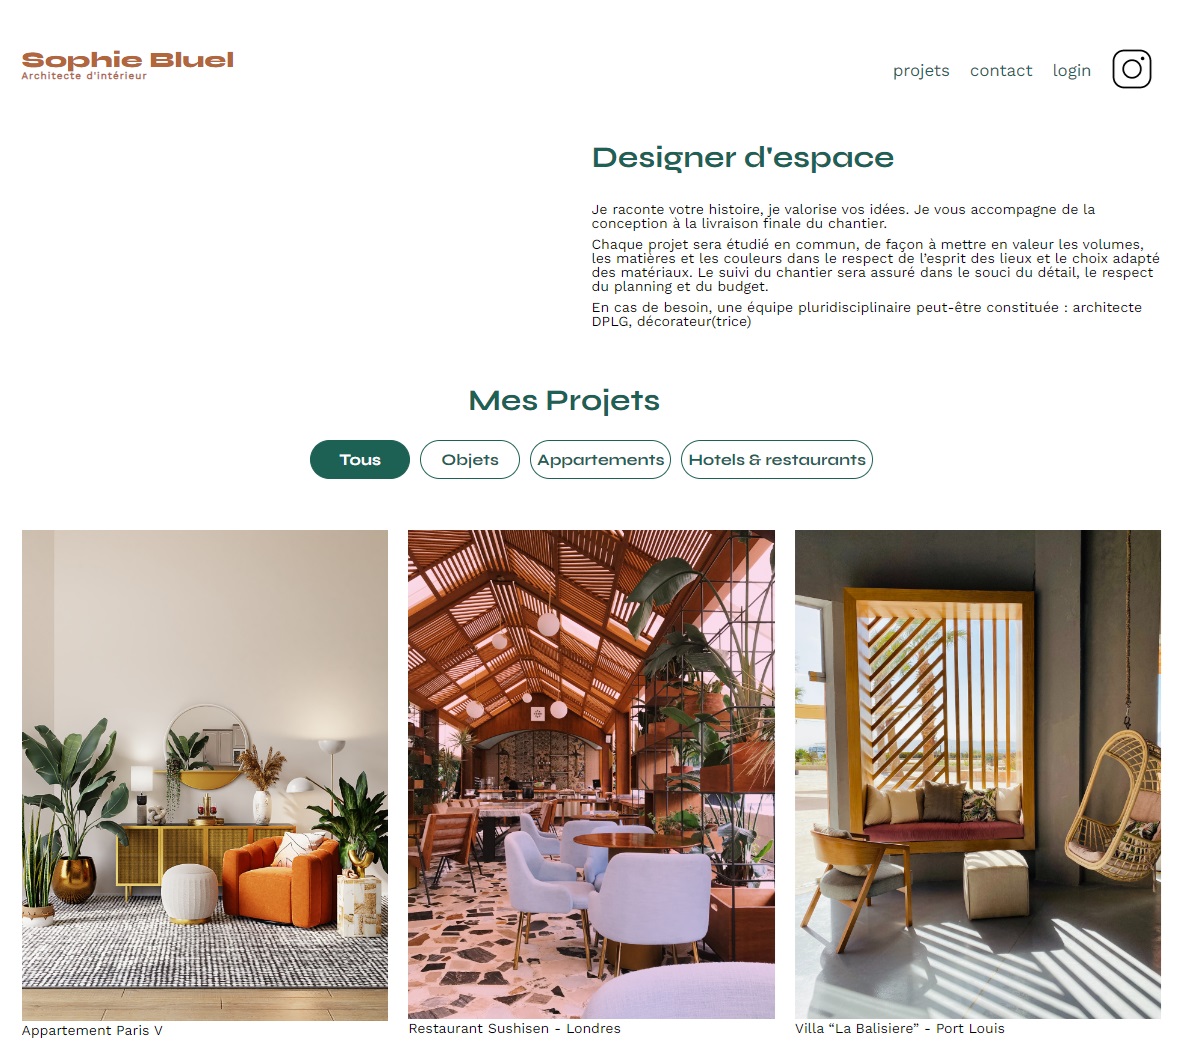 Sophie Bluel
Architecte d'intérieur
projets contact login
Designer d'espace
Je raconte votre histoire, je valorise vos idées. Je vous accompagne de la
conception à la livraison finale du chantier.
Chaque projet sera étudié en commun, de façon à mettre en valeur les volumes,
les matières et les couleurs dans le respect de l’esprit des lieux et le choix adapté
des matériaux. Le suivi du chantier sera assuré dans le souci du détail, le respect
du planning et du budget.
En cas de besoin, une équipe pluridisciplinaire peut-être constituée : architecte
DPLG, décorateur(trice)
Mes Projets
Tous Objets Appartements Hotels & restaurants
Appartement Paris V
Restaurant Sushisen - Londres
Villa “La Balisiere” - Port Louis